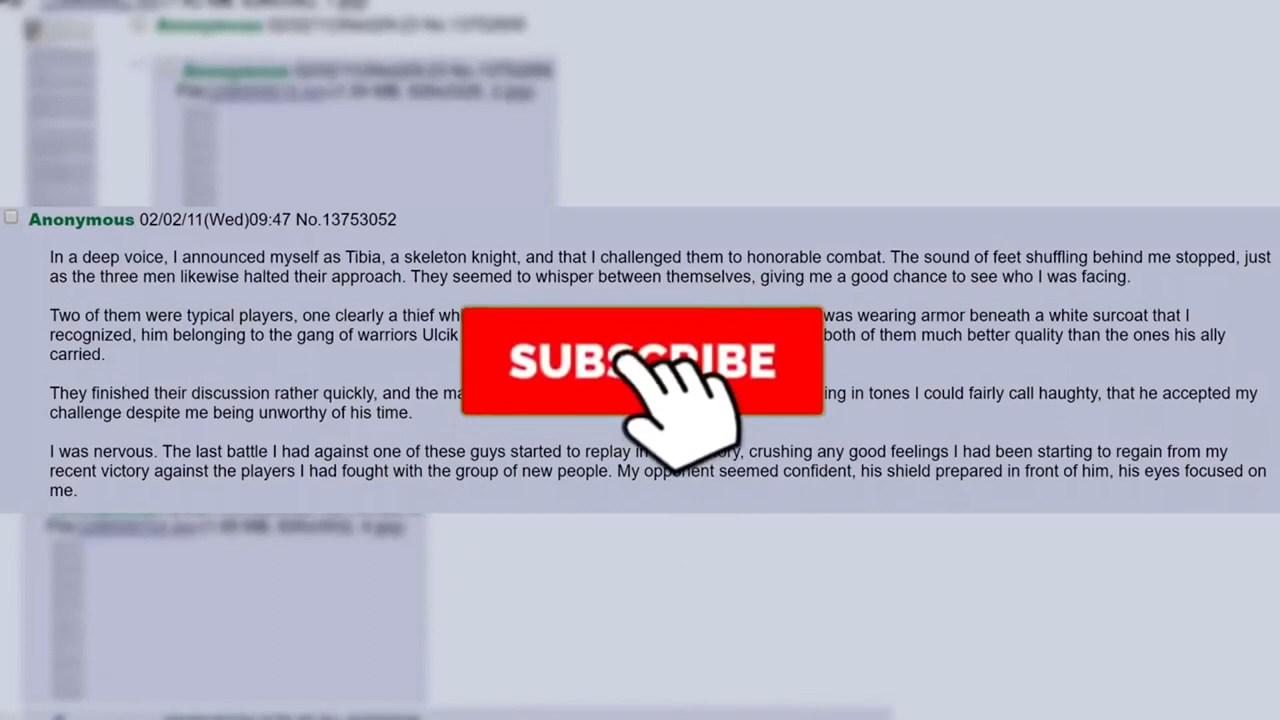 Anonymous 02/02/11(Wed)09:47 No.13753052
In a deep voice, I announced myself as Tibia, a skeleton knight, and that I challenged them to honorable combat. The sound of feet shuffling behind me stopped, just
as the three men likewise halted their approach. They seemed to whisper between themselves, giving me a good chance to see who I was facing.
Two of them were typical players, one clearly a thief was wearing armor beneath a white surcoat that I
recognized, him belonging to the gang of warriors Ulcik both of them much better quality than the ones his ally
carried.
SUBSCRIBE
They finished their discussion rather quickly, and the in tones I could fairly call haughty, that he accepted my
challenge despite me being unworthy of his time.
I was nervous. The last battle I had against one of these guys started to replay crushing any good feelings I had been starting to regain from my
recent victory against the players I had fought with the group of new people. My opponent seemed confident, his shield prepared in front of him, his eyes focused on
me.